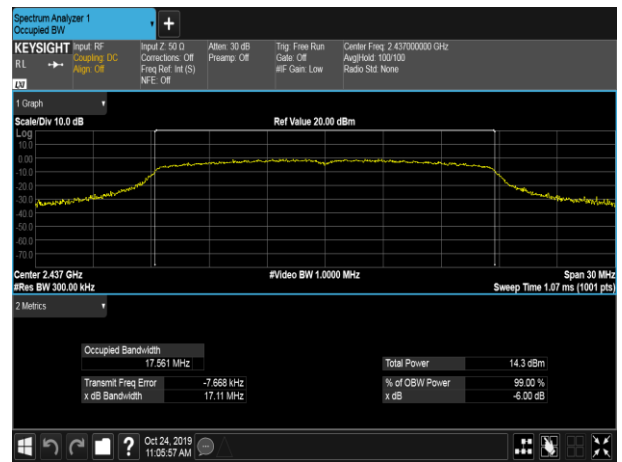 Spectrum Analyzer 1
Occupied BW
KEYSIGHT Input: RF
RL
Coupling: DC
Align: Off
LXI
Input Z: 50 Ω
Corrections: Off
Freq Ref: Int (S)
NFE: Off
Atten: 30 dB
Preamp: Off
Trig: Free Run
Gate: Off
#IF Gain: Low
Center Freq: 2.437000000 GHz
Avg|Hold: 100/100
Radio Std: None
1 Graph
Scale/Div 10.0 dB
Ref Value 20.00 dBm
Log
10.0
0.00
-10.0
-20.0
-30.0
-40.0
-50.0
-60.0
-70.0
Center 2.437 GHz
#Video BW 1.0000 MHz
Span 30 MHz
#Res BW 300.00 kHz
Sweep Time 1.07 ms (1001 pts)
2 Metrics
Occupied Bandwidth
17.561 MHz
Total Power 14.3 dBm
Transmit Freq Error -7.668 kHz
% of OBW Power 99.00 %
x dB Bandwidth 17.11 MHz
x dB -6.00 dB
?
Oct 24, 2019
11:05:57 AM